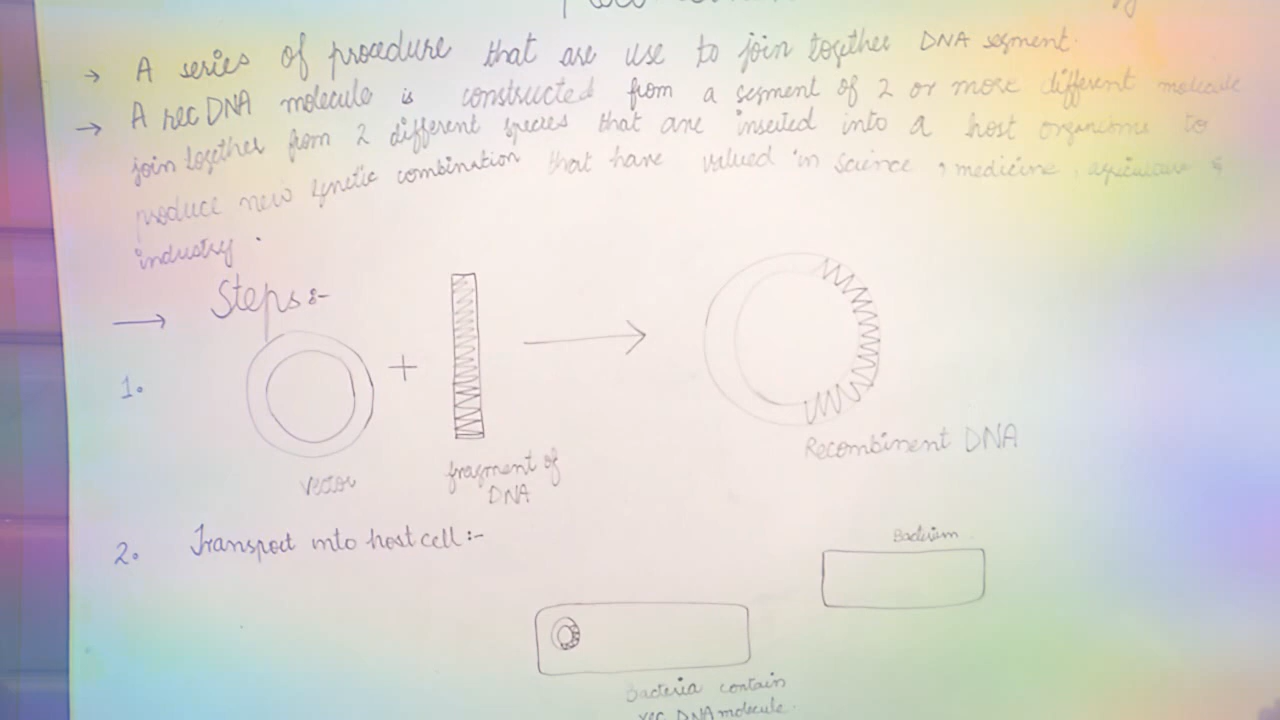 → A series of procedure that are use to join together DNA segment.
→ A rec DNA molecule is constructed from a segment of 2 or more different molecule
join together from 2 different species that are inseted into a host organisms to
produce new genetic combination that have valued in science, medicine, agriculture &
industry.
→ Steps:-
1.
+
vector
fragment of
DNA
Recombinent DNA
2. Transport into host cell:-
Bacterium
Bacteria contain
rec DNA molecule.